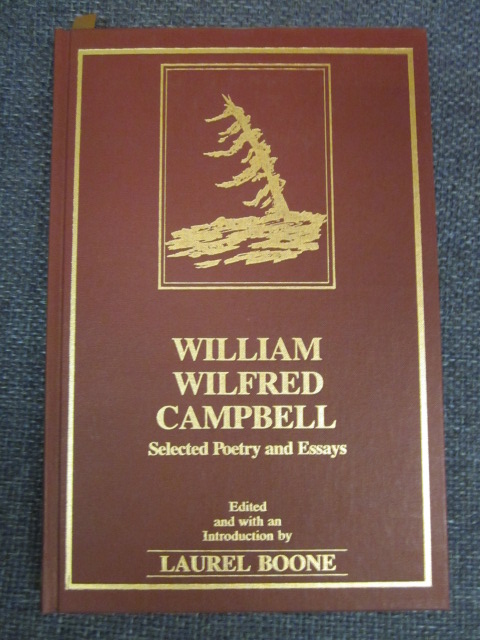 WILLIAM
WILFRED
CAMPBELL
Selected Poetry and Essays
Edited
and with an
Introduction by
LAUREL BOONE